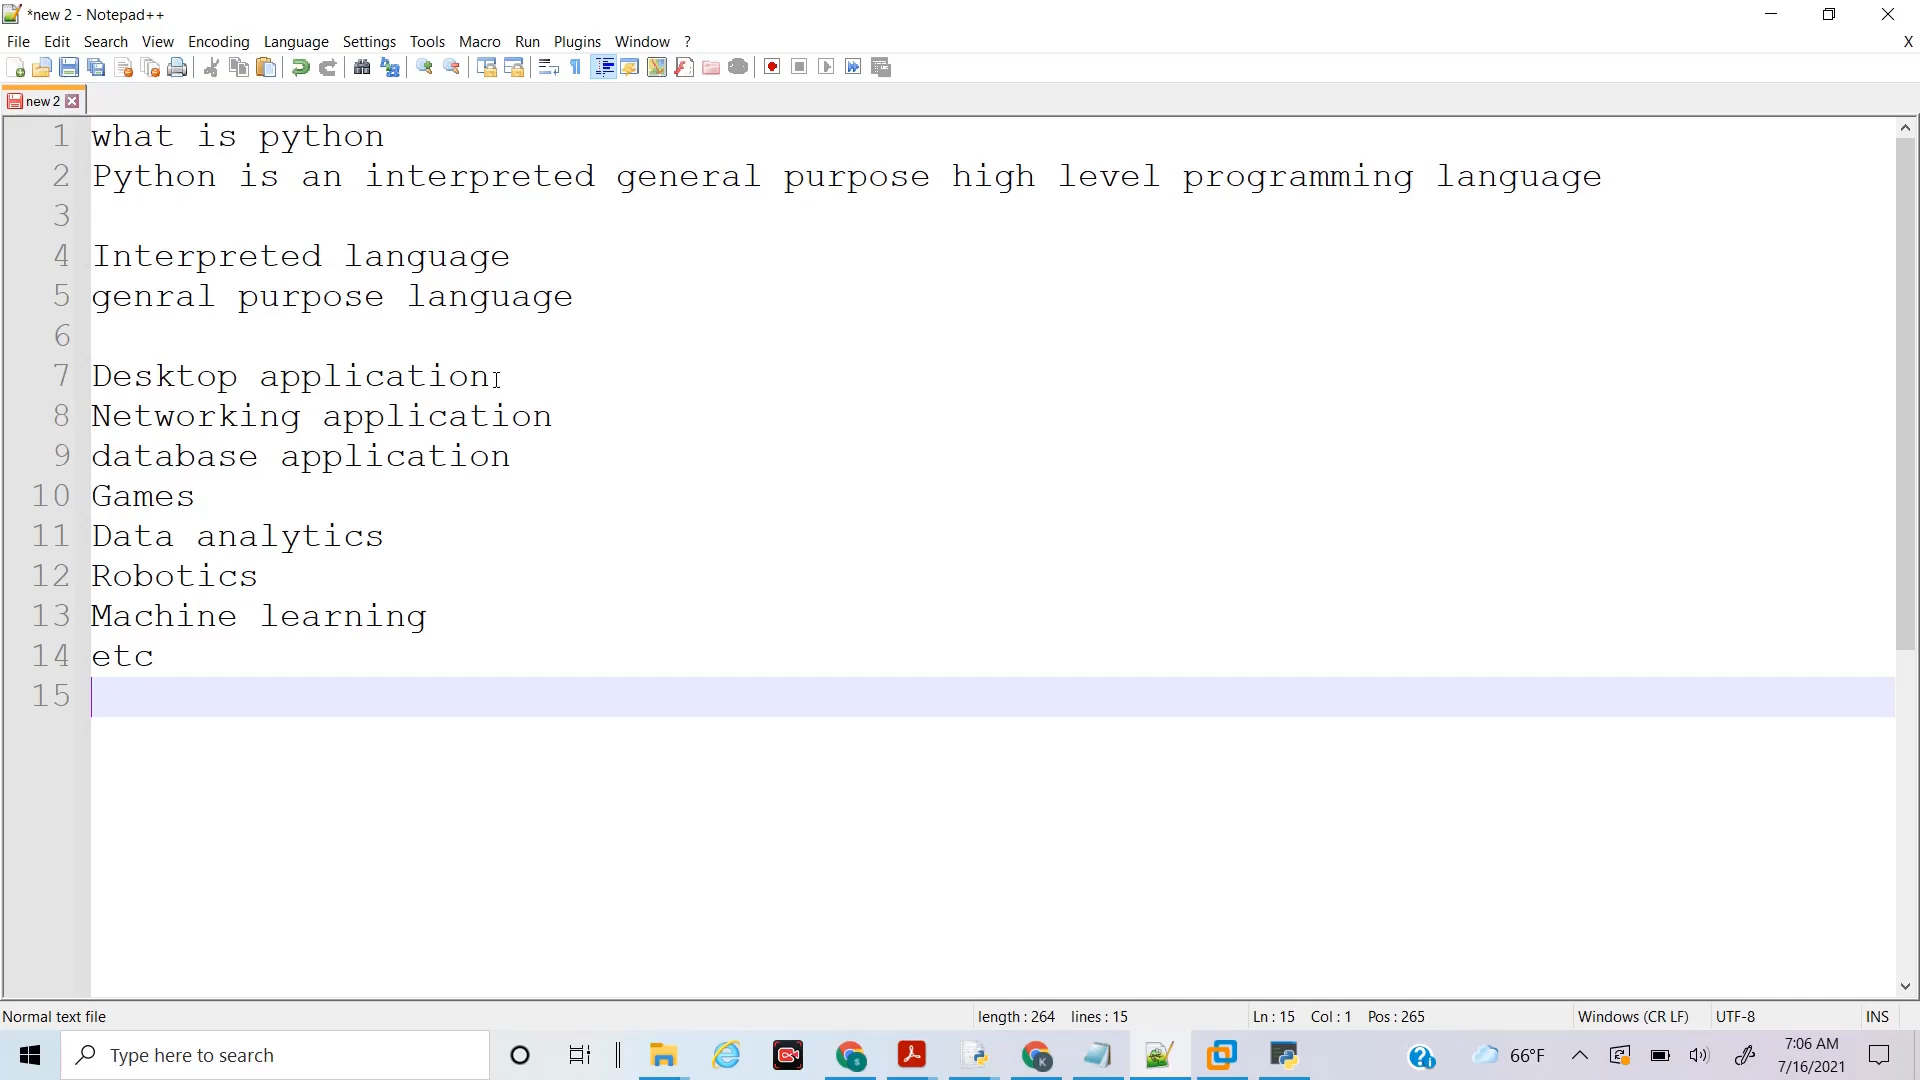 *new 2 - Notepad++
File Edit Search View Encoding Language Settings Tools Macro Run Plugins Window ? X
new 2
1 what is python
2 Python is an interpreted general purpose high level programming language
3
4 Interpreted language
5 genral purpose language
6
7 Desktop application
8 Networking application
9 database application
10 Games
11 Data analytics
12 Robotics
13 Machine learning
14 etc
15
Normal text file length : 264 lines : 15 Ln : 15 Col : 1 Pos : 265 Windows (CR LF) UTF-8 INS
Type here to search 66°F 7:06 AM
7/16/2021